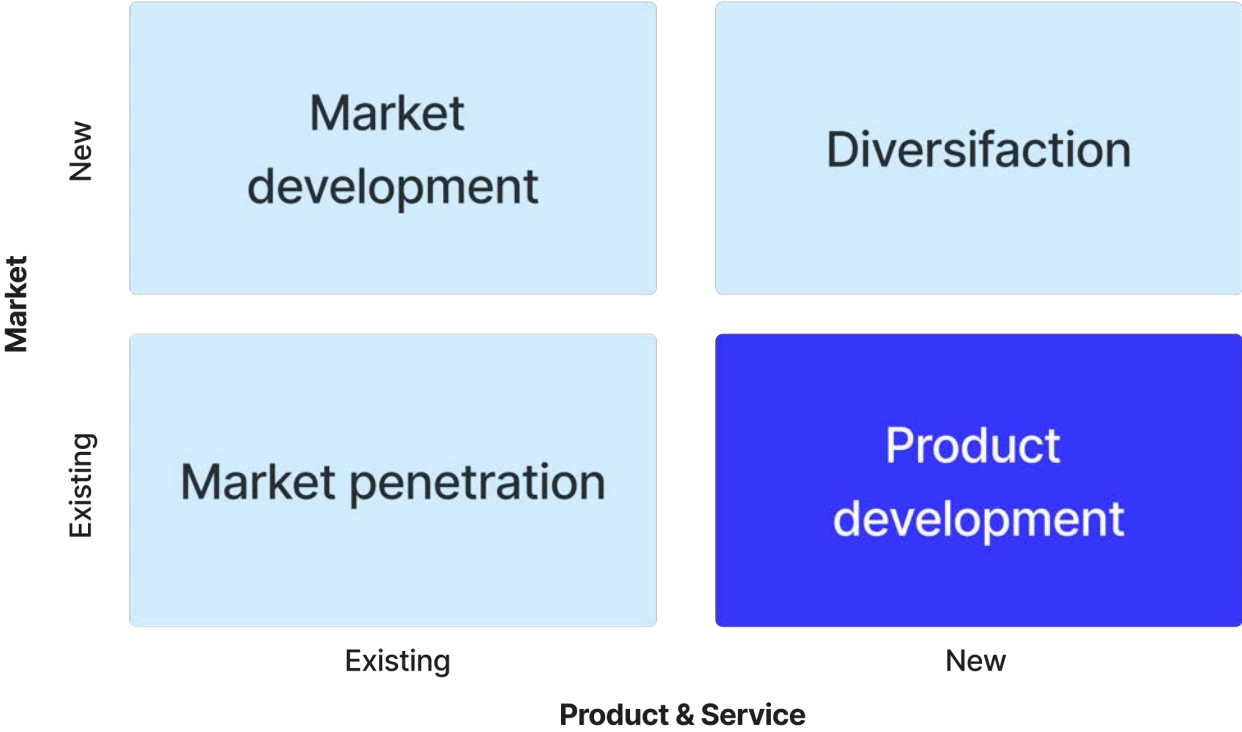 Market
New
Market
development
Diversifaction
Existing
Market penetration
Product
development
Existing
New
Product & Service